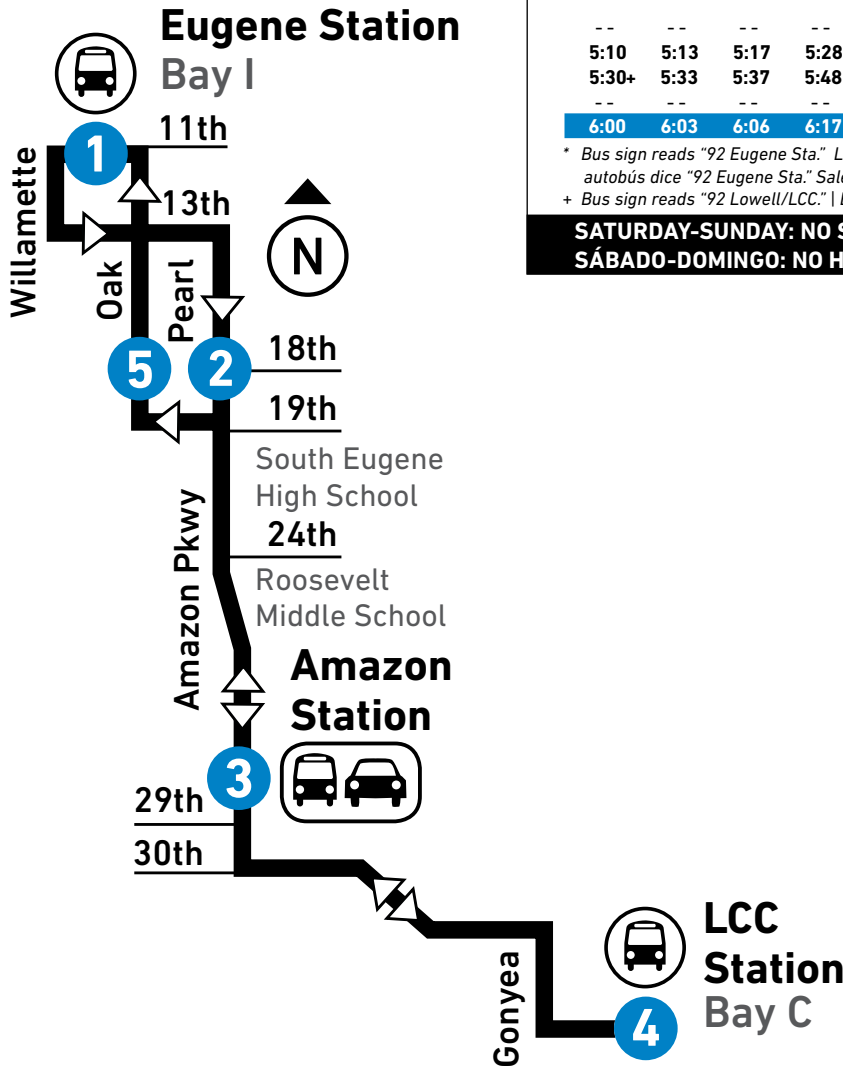 Eugene Station
Bay I
-- -- -- --
5:10 5:13 5:17 5:28
5:30+ 5:33 5:37 5:48
-- -- -- --
6:00 6:03 6:06 6:17
* Bus sign reads “92 Eugene Sta.”
autobús dice “92 Eugene Sta.”
+ Bus sign reads “92 Lowell/LCC.” |
SATURDAY-SUNDAY: NO
SÁBADO-DOMINGO: NO
1
11th
Willamette
13th
Oak
Pearl
N
5
2
18th
19th
South Eugene
High School
24th
Amazon Pkwy
Roosevelt
Middle School
Amazon
Station
3
29th
30th
LCC
Station
Bay C
Gonyea
4